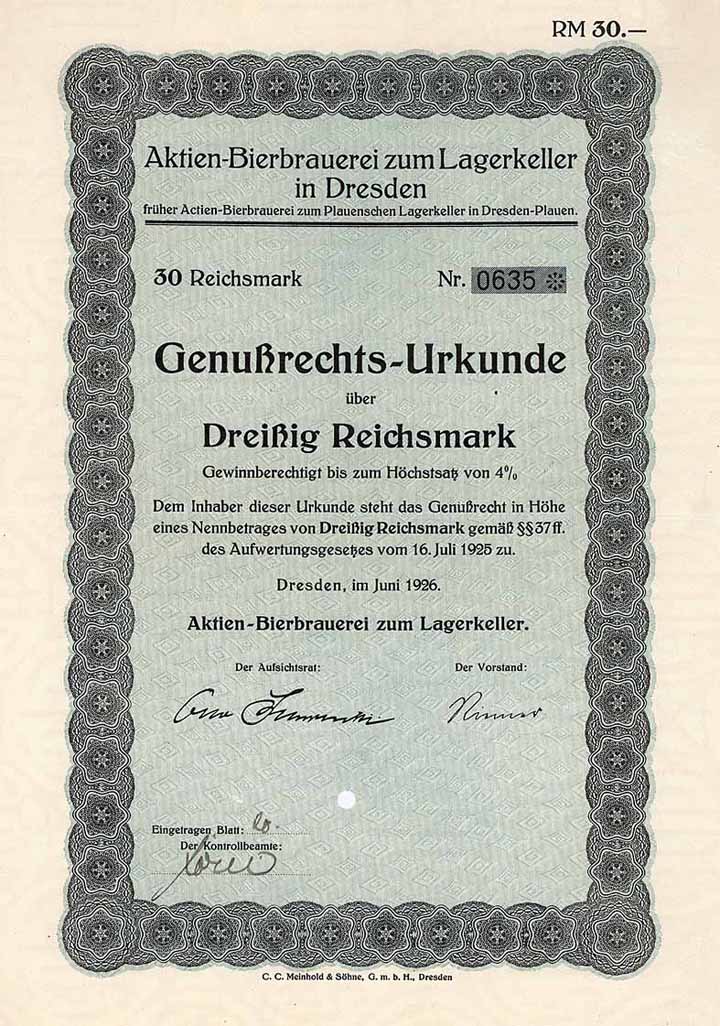 RM 30.—
Aktien-Bierbrauerei zum Lagerkeller
in Dresden
früher Actien-Bierbrauerei zum Plauenschen Lagerkeller in Dresden-Plauen.
30 Reichsmark Nr. 0635 ※
Genußrechts-Urkunde
über
Dreißig Reichsmark
Gewinnberechtigt bis zum Höchstsatz von 4%
Dem Inhaber dieser Urkunde steht das Genußrecht in Höhe
eines Nennbetrages von Dreißig Reichsmark gemäß §§ 37 ff.
des Aufwertungsgesetzes vom 16. Juli 1925 zu.
Dresden, im Juni 1926.
Aktien-Bierbrauerei zum Lagerkeller.
Der Aufsichtsrat: Der Vorstand:
Eingetragen Blatt: 20.
Der Kontrollbeamte:
C. C. Meinhold & Söhne, G. m. b. H., Dresden